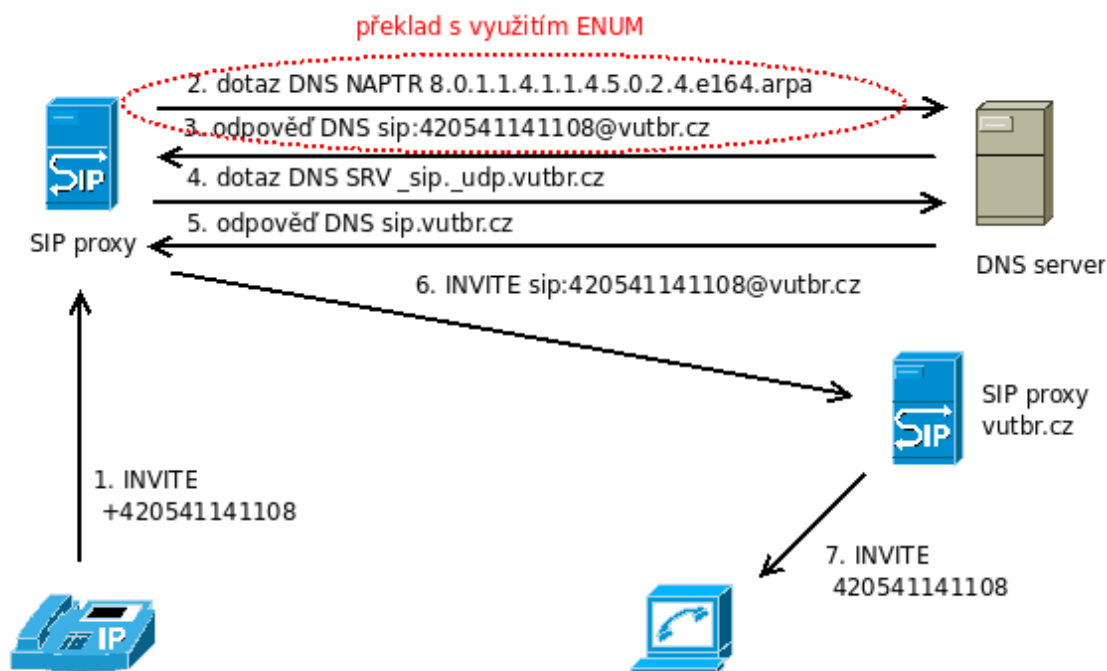 překlad s využitím ENUM
2. dotaz DNS NAPTR 8.0.1.1.4.1.1.4.5.0.2.4.e164.arpa
3. odpověď DNS sip:420541141108@vutbr.cz
SIP
4. dotaz DNS SRV _sip._udp.vutbr.cz
5. odpověď DNS sip.vutbr.cz
SIP proxy
DNS server
6. INVITE sip:420541141108@vutbr.cz
SIP
SIP proxy
vutbr.cz
1. INVITE
+420541141108
7. INVITE
420541141108
IP